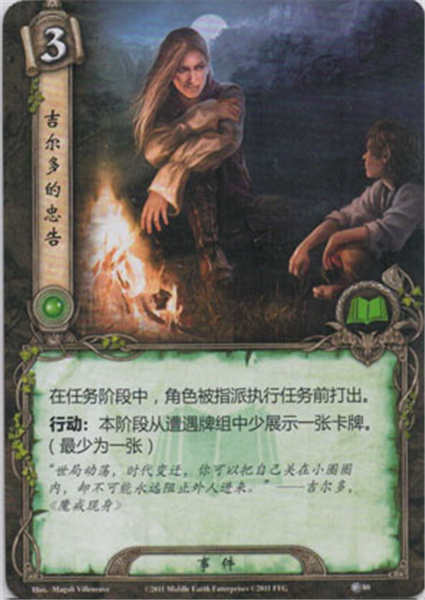 3
吉尔多的忠告
在任务阶段中，角色被指派执行任务前打出。
行动：本阶段从遭遇牌组中少展示一张卡牌。
（最少为一张）
“世局动荡，时代变迁，你可以把自己关在小圈圈
内，却不可能永远阻止外人进来。”——吉尔多，
《魔戒现身》
事件
Illus. Magali Villeneuve
©2011 Middle Earth Enterprises ©2011 FFG